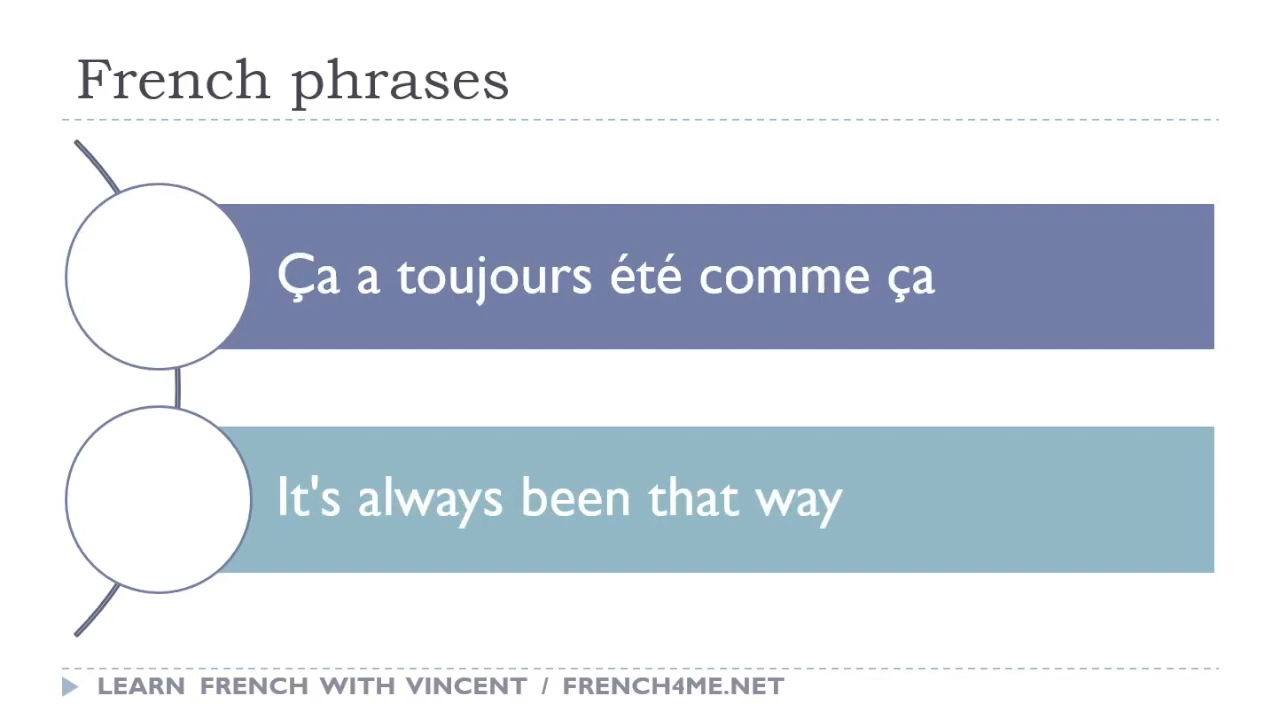 French phrases
Ça a toujours été comme ça
It's always been that way
LEARN FRENCH WITH VINCENT / FRENCH4ME.NET